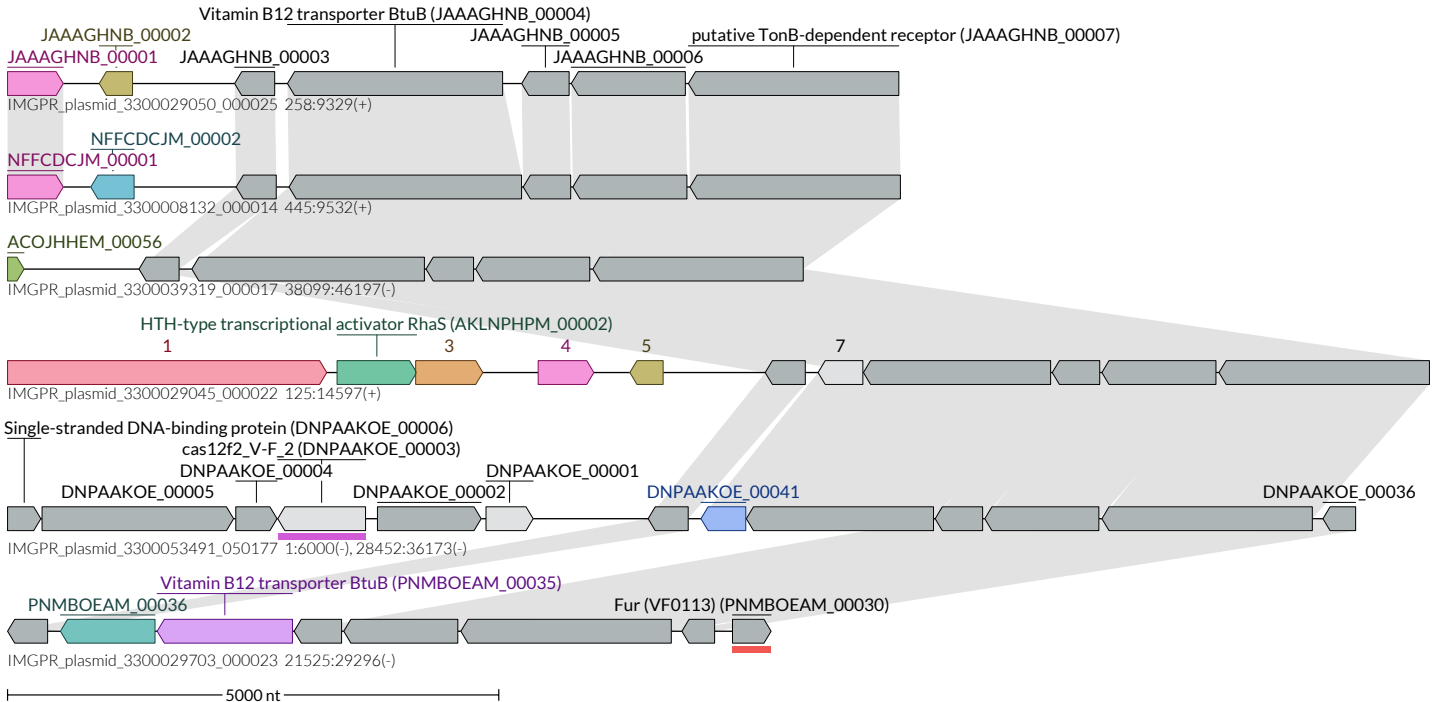 Vitamin B12 transporter BtuB (JAAAGHNB_00004)
JAAAGHNB_00002 JAAAGHNB_00005 putative TonB-dependent receptor (JAAAGHNB_00007)
JAAAGHNB_00001 JAAAGHNB_00003 JAAAGHNB_00006
IMGPR_plasmid_3300029050_000025 258:9329(+)
NFFCDCJM_00002
NFFCDCJM_00001
IMGPR_plasmid_3300008132_000014 445:9532(+)
ACOJHHEM_00056
IMGPR_plasmid_3300039319_000017 38099:46197(-)
HTH-type transcriptional activator RhaS (AKLNPHPM_00002)
1 3 4 5 7
IMGPR_plasmid_3300029045_000022 125:14597(+)
Single-stranded DNA-binding protein (DNPAAKOE_00006)
cas12f2_V-F_2 (DNPAAKOE_00003)
DNPAAKOE_00004 DNPAAKOE_00001
DNPAAKOE_00005 DNPAAKOE_00002 DNPAAKOE_00041 DNPAAKOE_00036
IMGPR_plasmid_3300053491_050177 1:6000(-), 28452:36173(-)
Vitamin B12 transporter BtuB (PNMBOEAM_00035)
PNMBOEAM_00036 Fur (VF0113) (PNMBOEAM_00030)
IMGPR_plasmid_3300029703_000023 21525:29296(-)
5000 nt